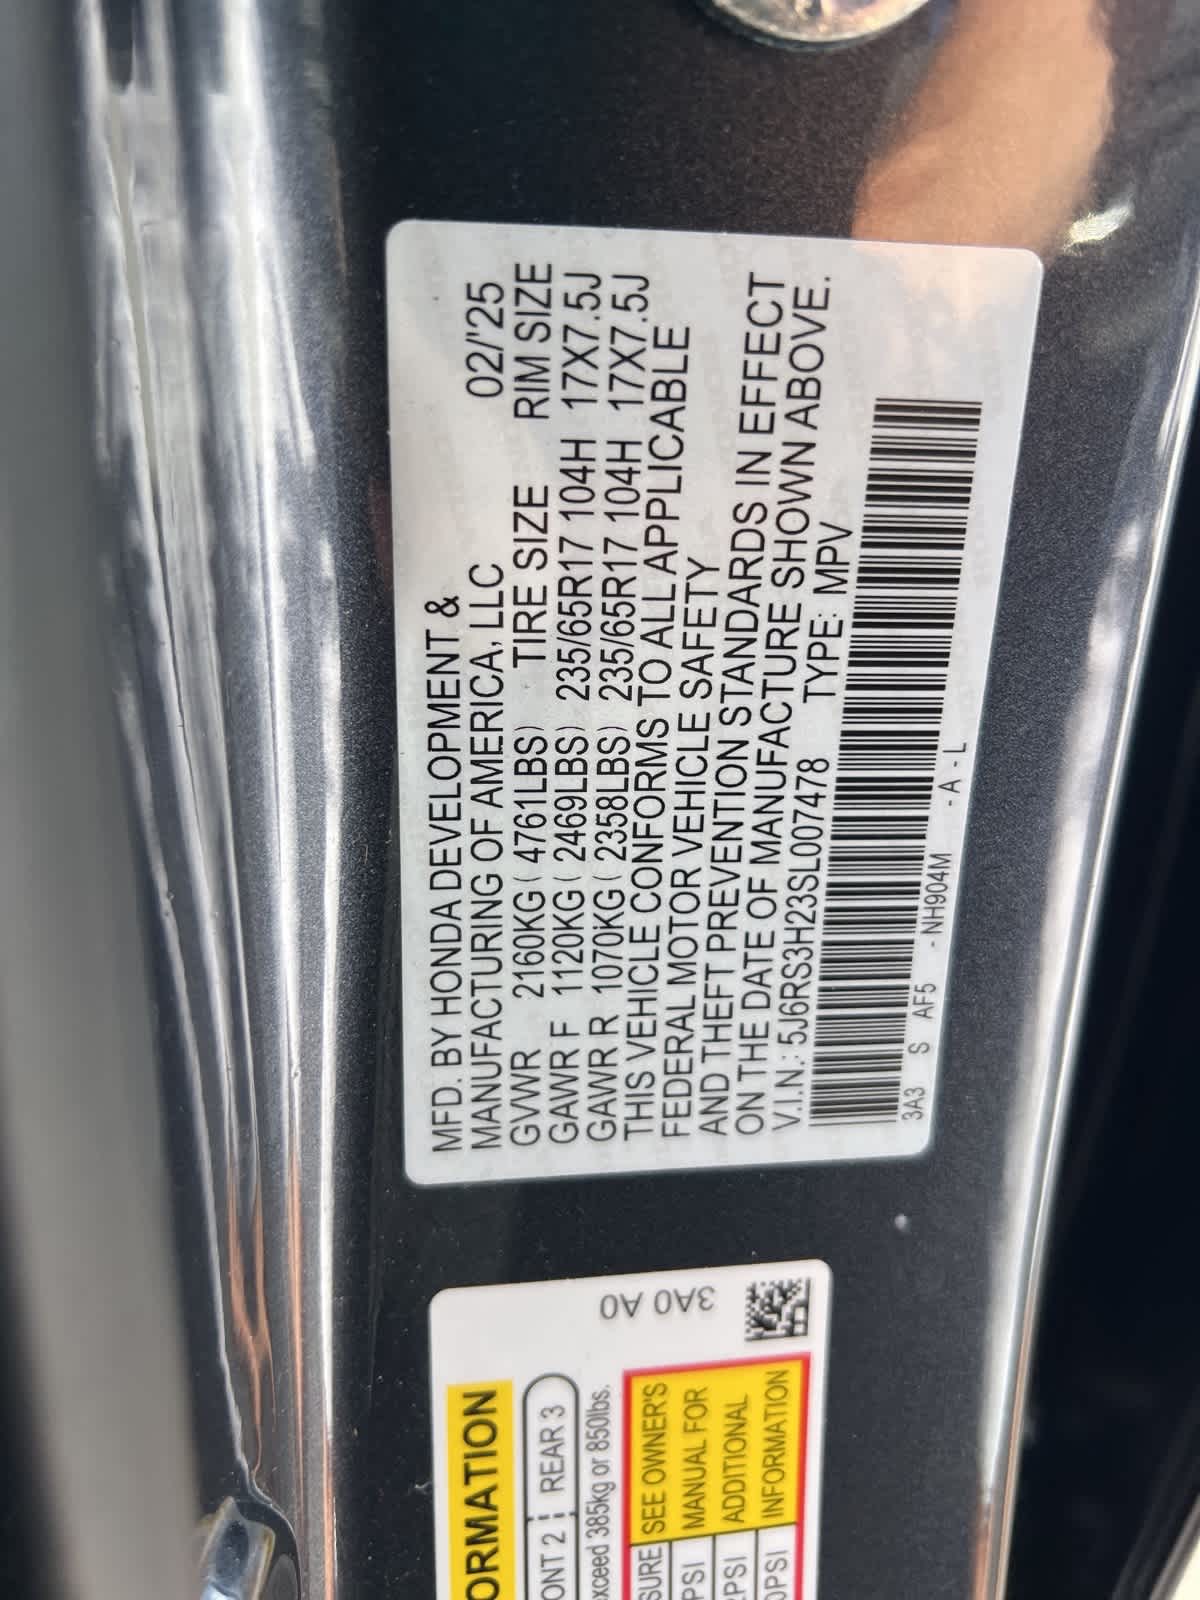 MFD. BY HONDA DEVELOPMENT &
MANUFACTURING OF AMERICA, LLC 02/'25
GVWR 2160KG ( 4761LBS) TIRE SIZE RIM SIZE
GAWR F 1120KG ( 2469LBS) 235/65R17 104H 17X7.5J
GAWR R 1070KG ( 2358LBS) 235/65R17 104H 17X7.5J
THIS VEHICLE CONFORMS TO ALL APPLICABLE
FEDERAL MOTOR VEHICLE SAFETY
AND THEFT PREVENTION STANDARDS IN EFFECT
ON THE DATE OF MANUFACTURE SHOWN ABOVE.
V.I.N.: 5J6RS3H23SL007478 TYPE: MPV
3A3 S AF5 - NH904M - A - L
3A0 A0
ORMATION
ONT 2 REAR 3
xceed 385kg or 850lbs.
SURE SEE OWNER'S
PSI MANUAL FOR
PSI ADDITIONAL
0PSI INFORMATION